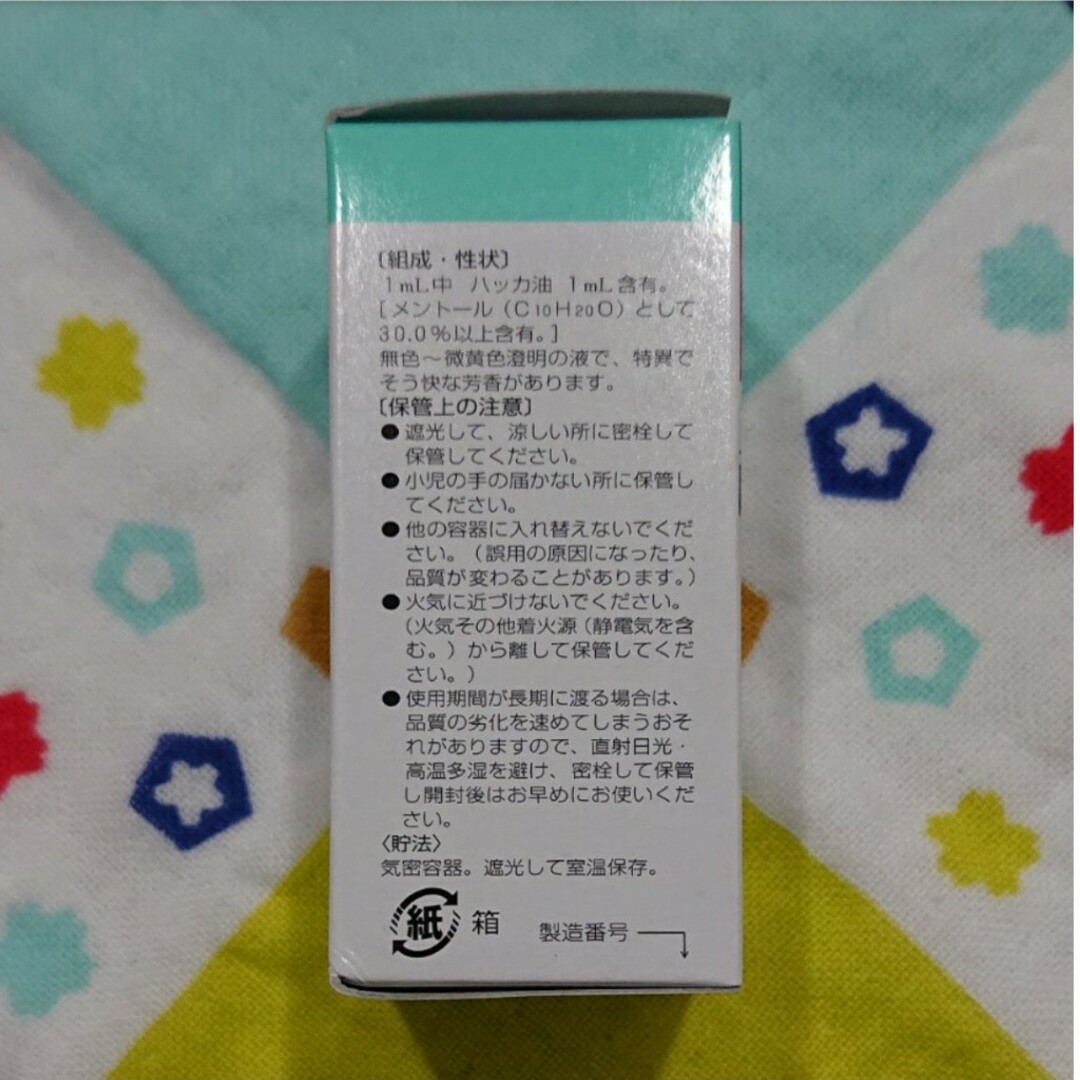 〔組成・性状〕
1mL中 ハッカ油 1mL含有。
[メントール（C10H20O）として
30.0％以上含有。]
無色～微黄色澄明の液で、特異で
そう快な芳香があります。
〔保管上の注意〕
●遮光して、涼しい所に密栓して
保管してください。
●小児の手の届かない所に保管し
てください。
●他の容器に入れ替えないでくだ
さい。（誤用の原因になったり、
品質が変わることがあります。）
●火気に近づけないでください。
（火気その他着火源（静電気を含
む。）から離して保管してくだ
さい。）
●使用期間が長期に渡る場合は、
品質の劣化を速めてしまうおそ
れがありますので、直射日光・
高温多湿を避け、密栓して保管
し開封後はお早めにお使いくだ
さい。
〈貯法〉
気密容器。遮光して室温保存。
紙 箱 製造番号